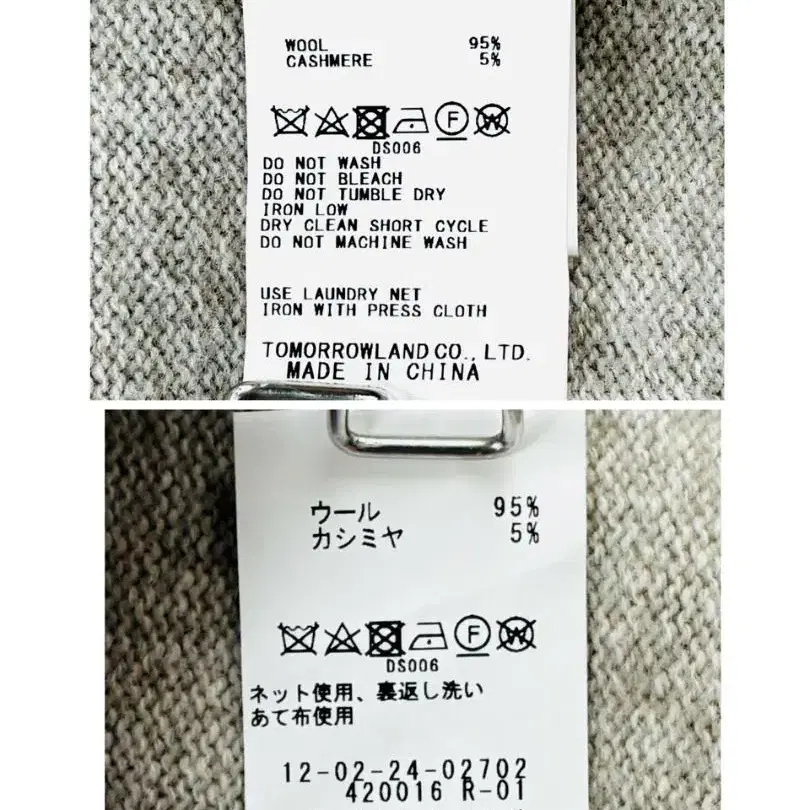 WOOL 95%
CASHMERE 5%
F W
DS006
DO NOT WASH
DO NOT BLEACH
DO NOT TUMBLE DRY
IRON LOW
DRY CLEAN SHORT CYCLE
DO NOT MACHINE WASH
USE LAUNDRY NET
IRON WITH PRESS CLOTH
TOMORROWLAND CO., LTD.
MADE IN CHINA
ウール 95%
カシミヤ 5%
F W
DS006
ネット使用、裏返し洗い
あて布使用
12-02-24-02702
420016 R-01